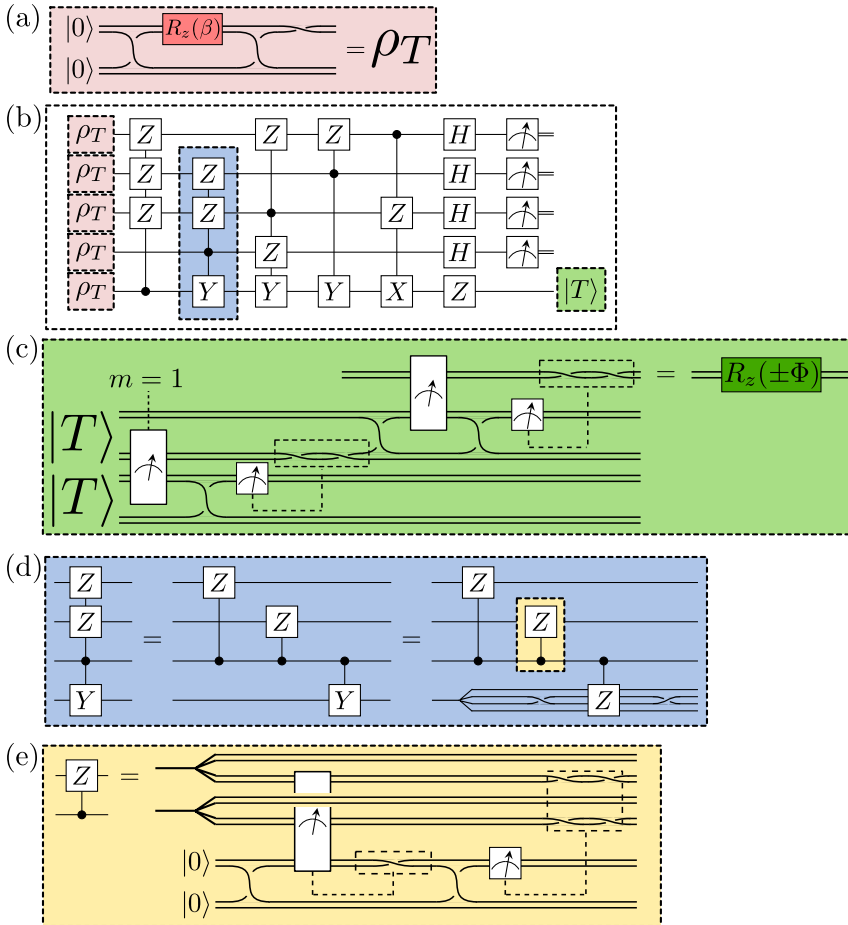 (a)
|0⟩ R_z(β)
|0⟩
= ρ_T
(b)
ρ_T Z Z Z H
ρ_T Z H
ρ_T Z Z Z H
ρ_T Z H
ρ_T Y Y Y X Z |T⟩
(c)
= R_z(±Φ)
m = 1
|T⟩
|T⟩
(d)
Z Z Z
Z = Z = Z
Y Y Z
(e)
Z =
|0⟩
|0⟩